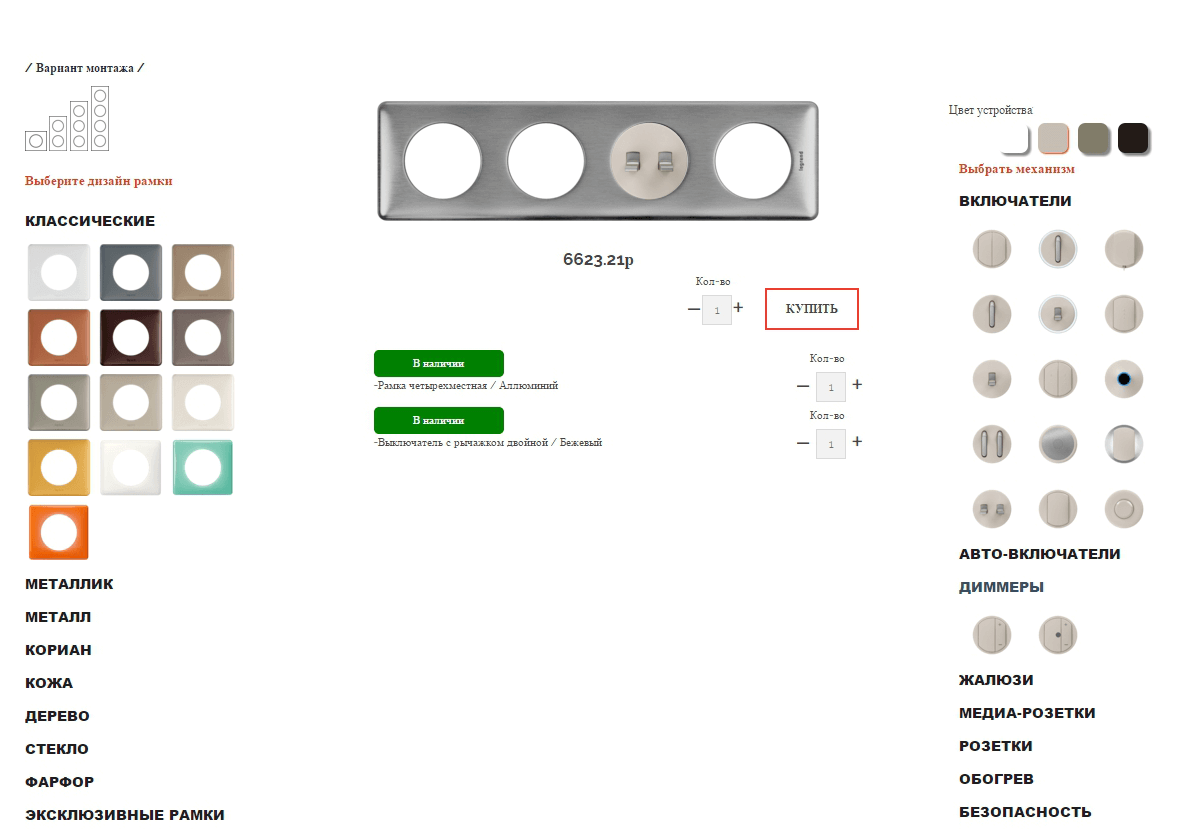 / Вариант монтажа /
Выберите дизайн рамки
КЛАССИЧЕСКИЕ
МЕТАЛЛИК
МЕТАЛЛ
КОРИАН
КОЖА
ДЕРЕВО
СТЕКЛО
ФАРФОР
ЭКСКЛЮЗИВНЫЕ РАМКИ
legrand
6623.21р
Кол-во
– 1 +
КУПИТЬ
В наличии
Кол-во
-Рамка четырехместная / Аллюминий
– 1 +
В наличии
Кол-во
-Выключатель с рычажком двойной / Бежевый
– 1 +
Цвет устройства
Выбрать механизм
ВКЛЮЧАТЕЛИ
АВТО-ВКЛЮЧАТЕЛИ
ДИММЕРЫ
ЖАЛЮЗИ
МЕДИА-РОЗЕТКИ
РОЗЕТКИ
ОБОГРЕВ
БЕЗОПАСНОСТЬ